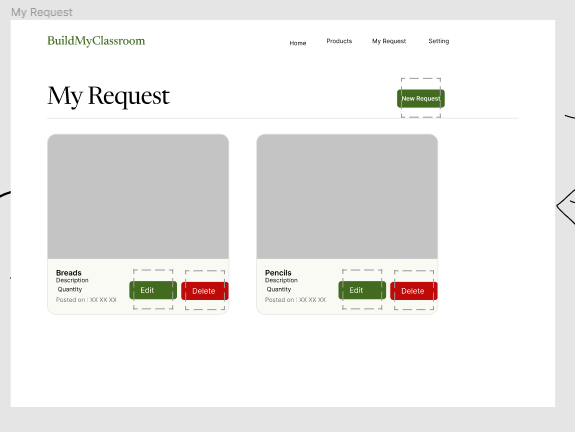 My Request
BuildMyClassroom
Home Products My Request Setting
My Request
New Request
Breads
Description
Quantity
Posted on : XX XX XX
Edit
Delete
Pencils
Description
Quantity
Posted on : XX XX XX
Edit
Delete